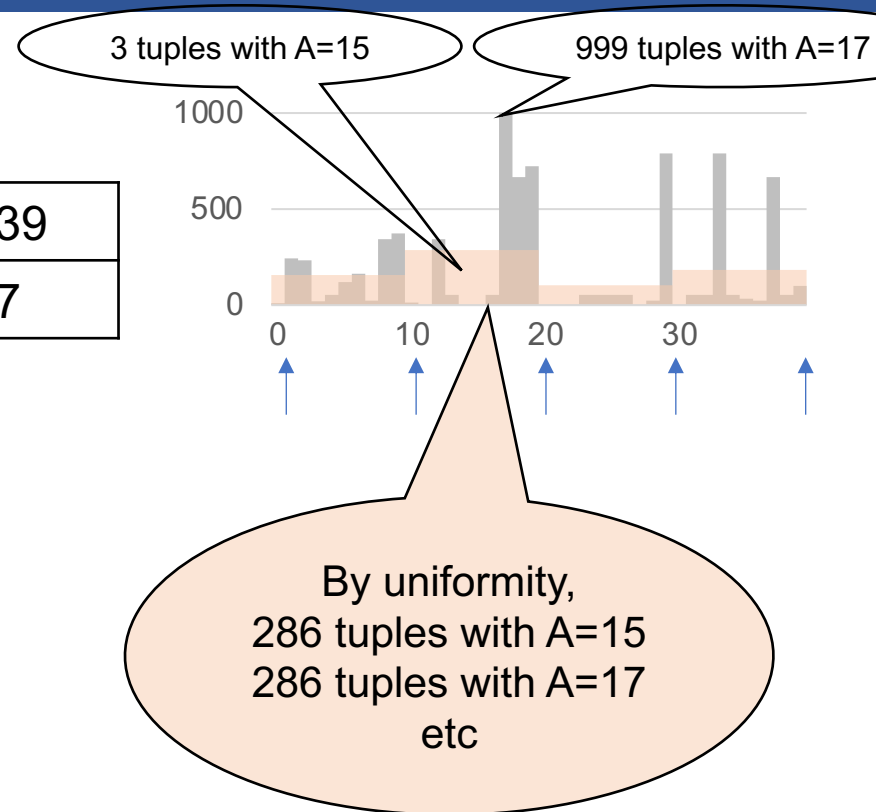 3 tuples with A=15
999 tuples with A=17
39
7
1000
500
0
0 10 20 30
By uniformity,
286 tuples with A=15
286 tuples with A=17
etc